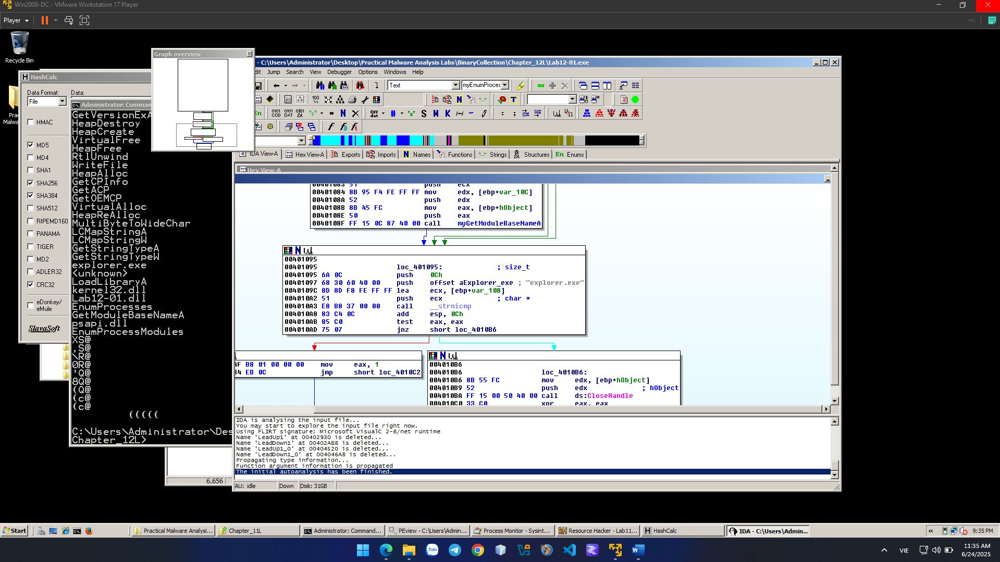 Win2008-DC - VMware Workstation 17 Player
Player
Recycle Bin
Graph overview
- C:\Users\Administrator\Desktop\Practical Malware Analysis Labs\BinaryCollection\Chapter_12L\Lab12-01.exe
dit Jump Search View Debugger Options Windows Help
Text
myEnumProces
HashCalc
Data Format: Data:
File
HMAC
MD5
MD4
SHA1
SHA256
SHA384
SHA512
RIPEMD160
PANAMA
TIGER
MD2
ADLER32
CRC32
eDonkey/
eMule
SlavaSoft
Prac
Malwa
Administrator: Comman
GetVersionExA
HeapDestroy
HeapCreate
VirtualFree
HeapFree
RtlUnwind
WriteFile
HeapAlloc
GetCPInfo
GetACP
GetOEMCP
VirtualAlloc
HeapReAlloc
MultiByteToWideChar
LCMapStringA
LCMapStringW
GetStringTypeA
GetStringTypeW
explorer.exe
<unknown>
LoadLibraryA
kernel32.dll
Lab12-01.dll
EnumProcesses
GetModuleBaseNameA
psapi.dll
EnumProcessModules
XS@
,S@
\R@
0R@
'Q@
8Q@
(Q@
(c@
(c@
(((((
C:\Users\Administrator\Des
Chapter_12L>
6,656
IDA View-A Hex View-A Exports Imports Names Functions Strings Structures Enums
Hex View-A
00401083 51 push ecx
00401084 8B 95 F4 FE FF FF mov edx, [ebp+var_10C]
0040108A 52 push edx
0040108B 8B 45 FC mov eax, [ebp+hObject]
0040108E 50 push eax
0040108F FF 15 0C 87 40 00 call myGetModuleBaseNameA
00401095
00401095 loc_401095: ; size_t
00401095 6A 0C push 0Ch
00401097 68 30 60 40 00 push offset aExplorer_exe ; "explorer.exe"
0040109C 8D 8D F8 FE FF FF lea ecx, [ebp+var_108]
004010A2 51 push ecx ; char *
004010A3 E8 B8 37 00 00 call __strnicmp
004010A8 83 C4 0C add esp, 0Ch
004010AB 85 C0 test eax, eax
004010AD 75 07 jnz short loc_4010B6
AF B8 01 00 00 00 mov eax, 1
B4 EB 0C jmp short loc_4010C2
004010B6
004010B6 loc_4010B6:
004010B6 8B 55 FC mov edx, [ebp+hObject]
004010B9 52 push edx ; hObject
004010BA FF 15 00 50 40 00 call ds:CloseHandle
004010C0 33 C0 xor eax, eax
IDA is analysing the input file...
You may start to explore the input file right now.
Using FLIRT signature: Microsoft VisualC 2-8/net runtime
Name 'LeadUp1' at 00402930 is deleted...
Name 'LeadDown1' at 00402AB8 is deleted...
Name 'LeadUp1_0' at 00404520 is deleted...
Name 'LeadDown1_0' at 004046A8 is deleted...
Propagating type information...
Function argument information is propagated
The initial autoanalysis has been finished.
AU: idle Down Disk: 31GB
Start Practical Malware Analysi... Chapter_11L Administrator: Command... PEview - C:\Users\Admin... Process Monitor - Sysint... Resource Hacker - Lab11... HashCalc IDA - C:\Users\Admin... 9:35 PM
Zalo
VIE
11:35 AM
6/24/2025